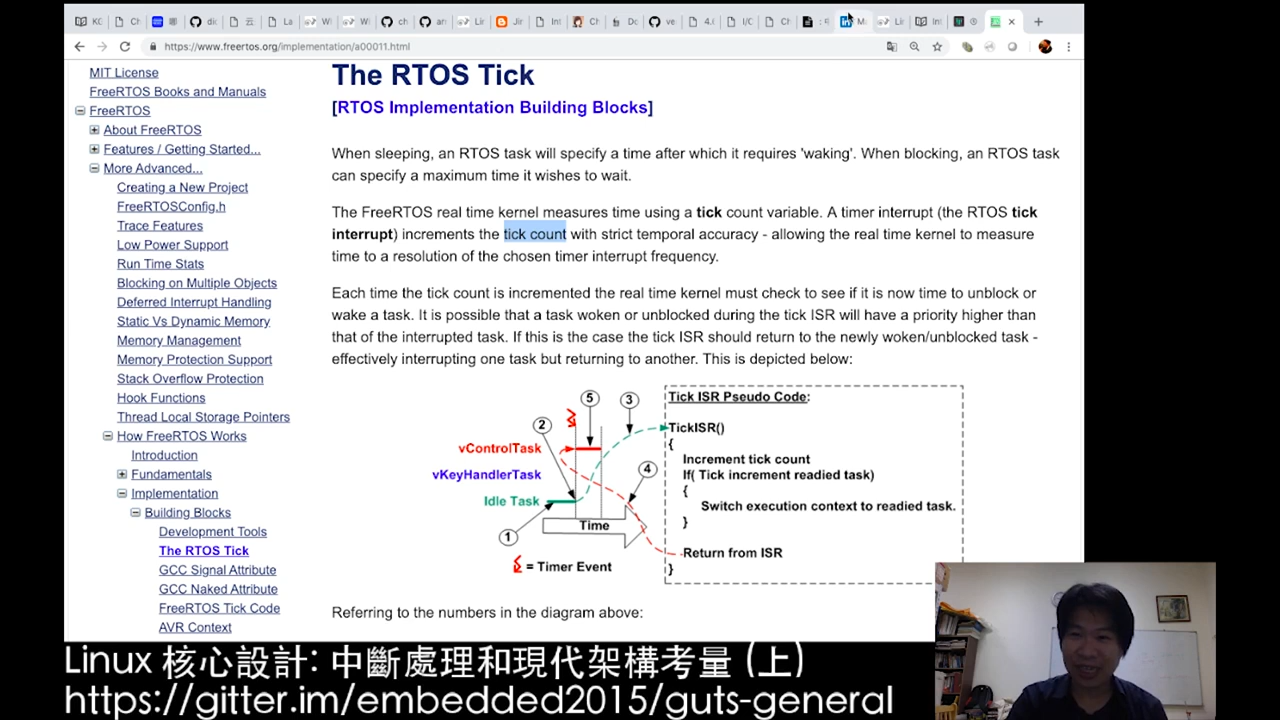 https://www.freertos.org/implementation/a00011.html
MIT License
FreeRTOS Books and Manuals
FreeRTOS
About FreeRTOS
Features / Getting Started...
More Advanced...
Creating a New Project
FreeRTOSConfig.h
Trace Features
Low Power Support
Run Time Stats
Blocking on Multiple Objects
Deferred Interrupt Handling
Static Vs Dynamic Memory
Memory Management
Memory Protection Support
Stack Overflow Protection
Hook Functions
Thread Local Storage Pointers
How FreeRTOS Works
Introduction
Fundamentals
Implementation
Building Blocks
Development Tools
The RTOS Tick
GCC Signal Attribute
GCC Naked Attribute
FreeRTOS Tick Code
AVR Context
The RTOS Tick
[RTOS Implementation Building Blocks]
When sleeping, an RTOS task will specify a time after which it requires 'waking'. When blocking, an RTOS task
can specify a maximum time it wishes to wait.
The FreeRTOS real time kernel measures time using a tick count variable. A timer interrupt (the RTOS tick
interrupt) increments the tick count with strict temporal accuracy - allowing the real time kernel to measure
time to a resolution of the chosen timer interrupt frequency.
Each time the tick count is incremented the real time kernel must check to see if it is now time to unblock or
wake a task. It is possible that a task woken or unblocked during the tick ISR will have a priority higher than
that of the interrupted task. If this is the case the tick ISR should return to the newly woken/unblocked task -
effectively interrupting one task but returning to another. This is depicted below:
5
3
2
4
1
vControlTask
vKeyHandlerTask
Idle Task
Time
= Timer Event
Tick ISR Pseudo Code:
TickISR()
{
Increment tick count
If( Tick increment readied task)
{
Switch execution context to readied task.
}
Return from ISR
}
Referring to the numbers in the diagram above:
Linux 核心設計: 中斷處理和現代架構考量 (上)
https://gitter.im/embedded2015/guts-general